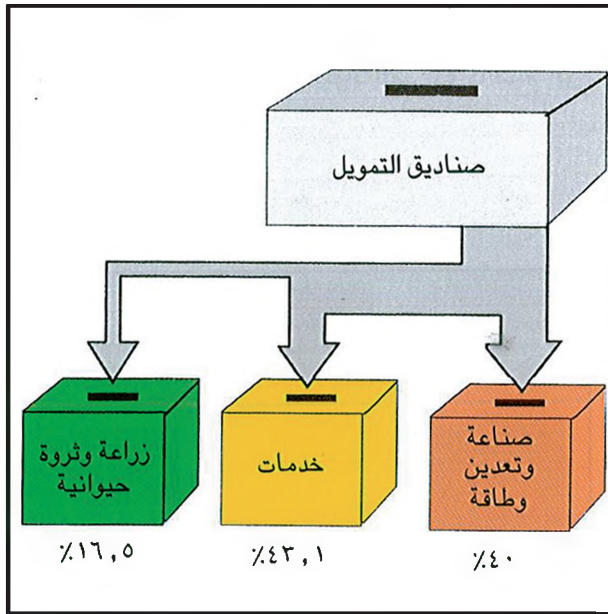 صناديق التمويل
صناعة
وتعدين
وطاقة
خدمات
زراعة وثروة
حيوانية
٪٤٠
٪٤٣,١
٪١٦,٥